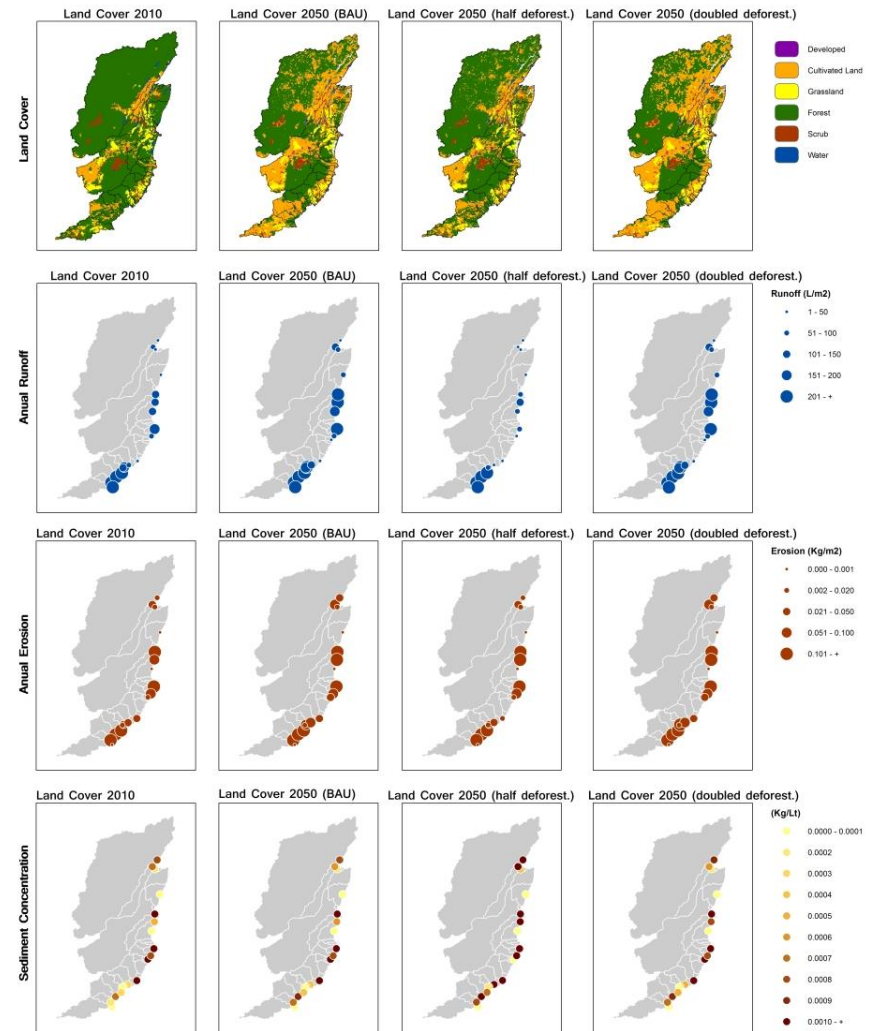 Land Cover 2010
Land Cover 2050 (BAU)
Land Cover 2050 (half deforest.)
Land Cover 2050 (doubled deforest.)
Land Cover
Developed
Cultivated Land
Grassland
Forest
Scrub
Water
Land Cover 2010
Land Cover 2050 (BAU)
Land Cover 2050 (half deforest.)
Land Cover 2050 (doubled deforest.)
Anual Runoff
Runoff (L/m2)
1 - 50
51 - 100
101 - 150
151 - 200
201 - +
Land Cover 2010
Land Cover 2050 (BAU)
Land Cover 2050 (half deforest.)
Land Cover 2050 (doubled deforest.)
Anual Erosion
Erosion (Kg/m2)
0.000 - 0.001
0.002 - 0.020
0.021 - 0.050
0.051 - 0.100
0.101 - +
Land Cover 2010
Land Cover 2050 (BAU)
Land Cover 2050 (half deforest.)
Land Cover 2050 (doubled deforest.)
Sediment Concentration
(Kg/Lt)
0.0000 - 0.0001
0.0002
0.0003
0.0004
0.0005
0.0006
0.0007
0.0008
0.0009
0.0010 - +